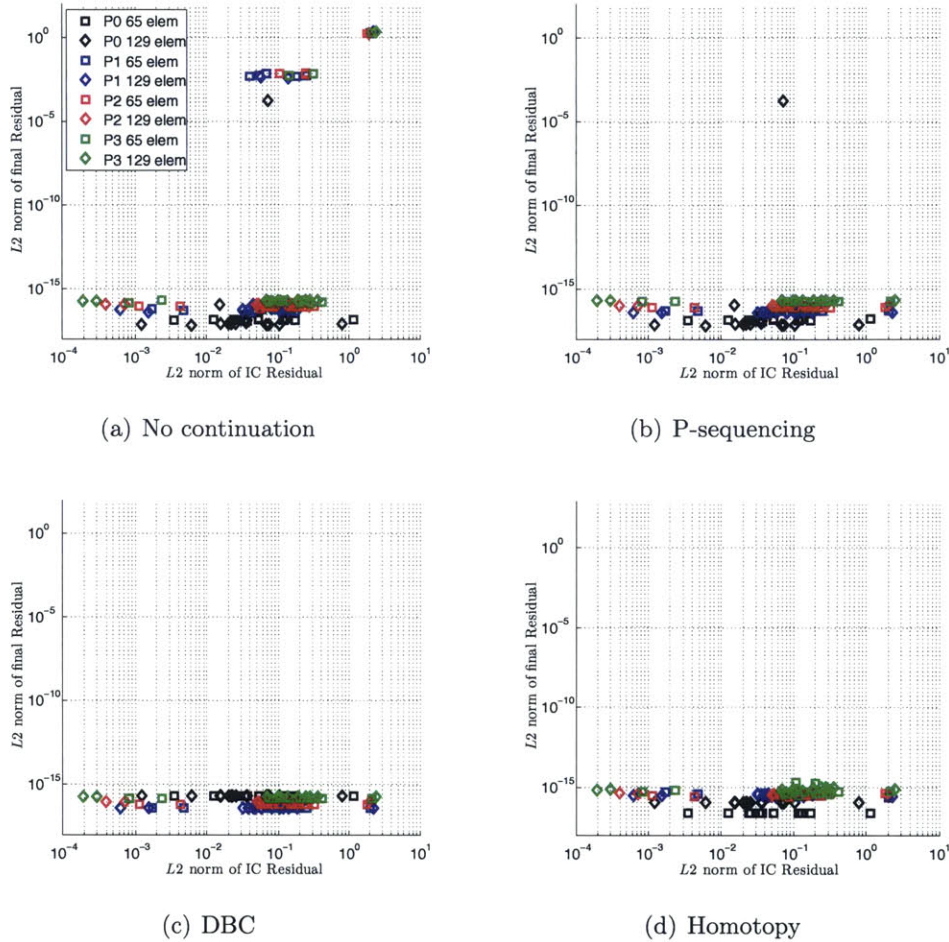 P0 65 elem
P0 129 elem
P1 65 elem
P1 129 elem
P2 65 elem
P2 129 elem
P3 65 elem
P3 129 elem
L2 norm of final Residual
10^0
10^-5
10^-10
10^-15
10^-4 10^-3 10^-2 10^-1 10^0 10^1
L2 norm of IC Residual
(a) No continuation
L2 norm of final Residual
10^0
10^-5
10^-10
10^-15
10^-4 10^-3 10^-2 10^-1 10^0 10^1
L2 norm of IC Residual
(b) P-sequencing
L2 norm of final Residual
10^0
10^-5
10^-10
10^-15
10^-4 10^-3 10^-2 10^-1 10^0 10^1
L2 norm of IC Residual
(c) DBC
L2 norm of final Residual
10^0
10^-5
10^-10
10^-15
10^-4 10^-3 10^-2 10^-1 10^0 10^1
L2 norm of IC Residual
(d) Homotopy